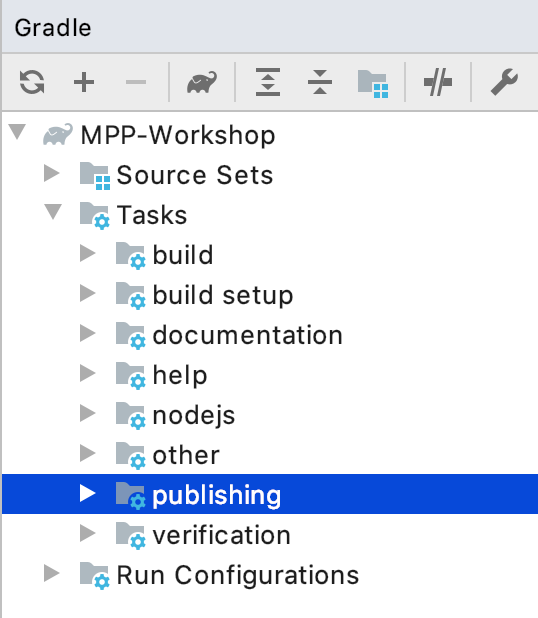 Gradle
MPP-Workshop
Source Sets
Tasks
build
build setup
documentation
help
nodejs
other
publishing
verification
Run Configurations